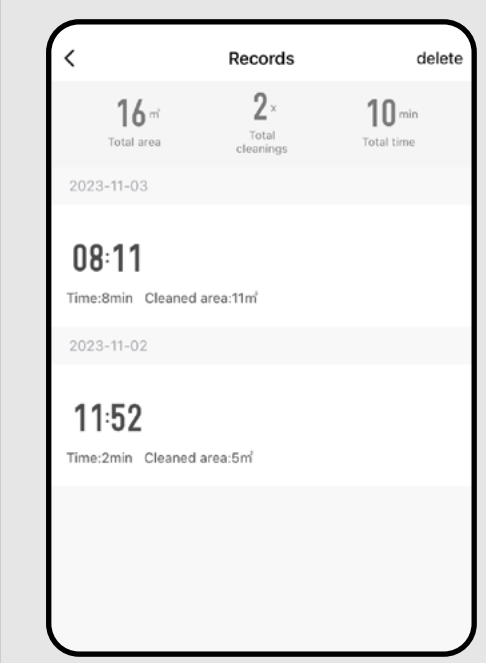 Records
delete
16㎡
2x
10min
Total area
Total
cleanings
Total time
2023-11-03
08:11
Time:8min Cleaned area:11㎡
2023-11-02
11:52
Time:2min Cleaned area:5㎡